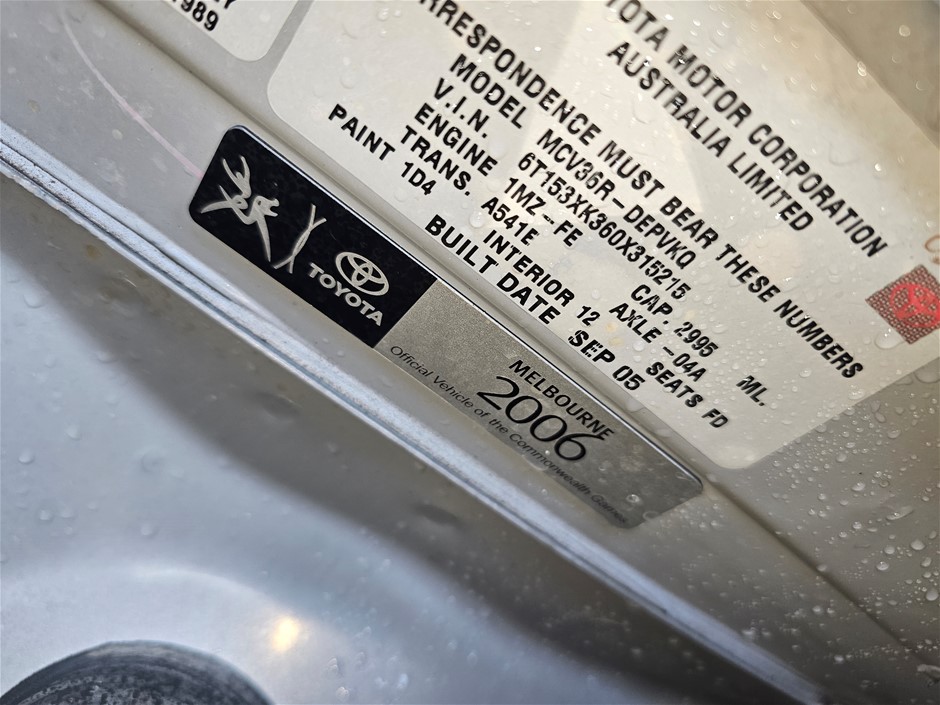 1989
TOYOTA MOTOR CORPORATION
AUSTRALIA LIMITED
CORRESPONDENCE MUST BEAR THESE NUMBERS
MODEL MCV36R-DEPVKQ
V.I.N. 6T153XK360X315215
ENGINE 1MZ-FE CAP. 2995 ML.
TRANS. A541E AXLE -04A
PAINT 1D4 INTERIOR 12 SEATS FD
BUILT DATE SEP 05
TOYOTA
MELBOURNE
2006
Official Vehicle of the Commonwealth Games